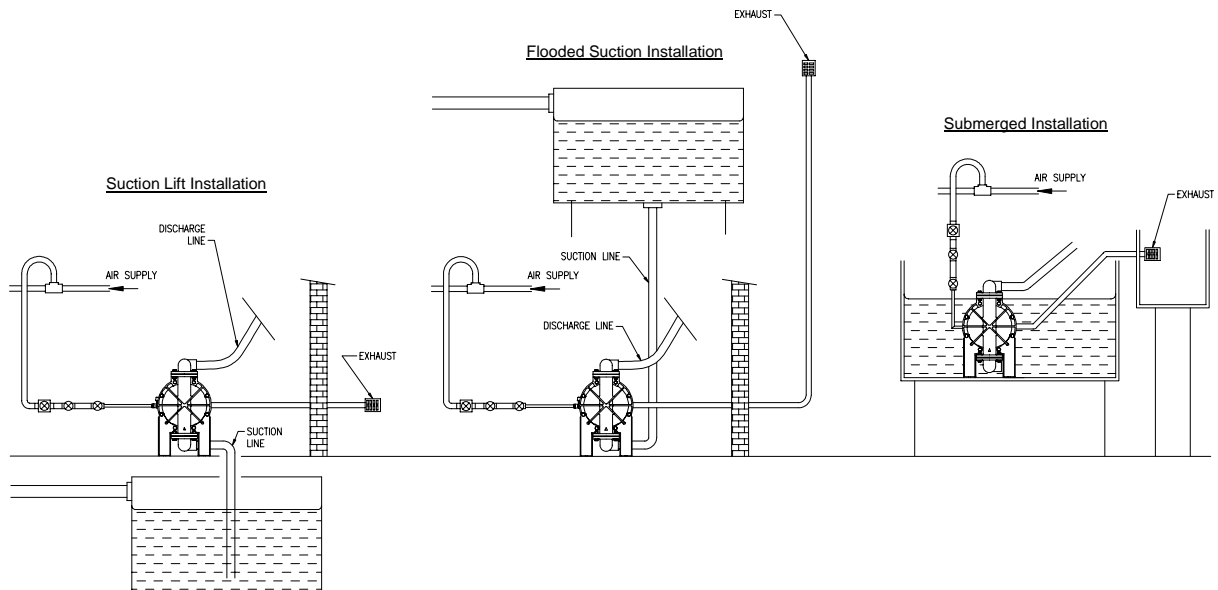 Suction Lift Installation
DISCHARGE
LINE
AIR SUPPLY
EXHAUST
SUCTION
LINE
Flooded Suction Installation
EXHAUST
SUCTION LINE
AIR SUPPLY
DISCHARGE LINE
Submerged Installation
AIR SUPPLY
EXHAUST